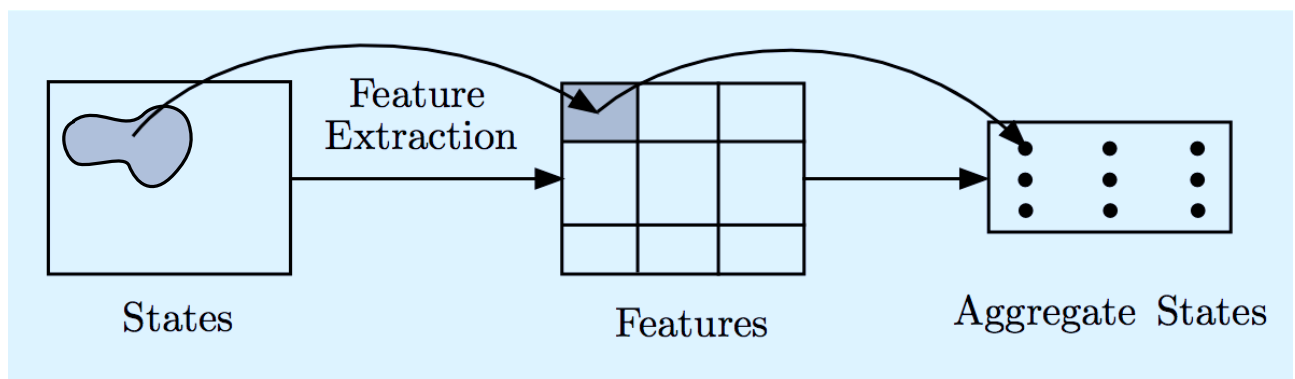 Feature
Extraction
States
Features
Aggregate States